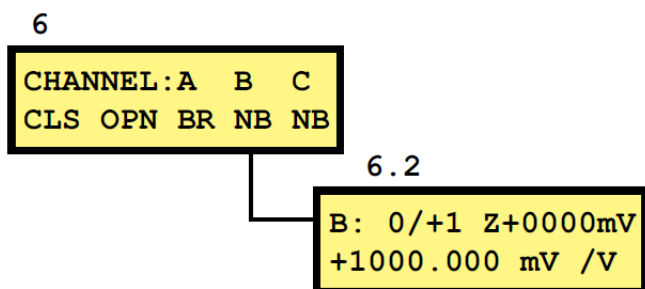 6
CHANNEL:A B C
CLS OPN BR NB NB
6.2
B: 0/+1 Z+0000mV
+1000.000 mV /V